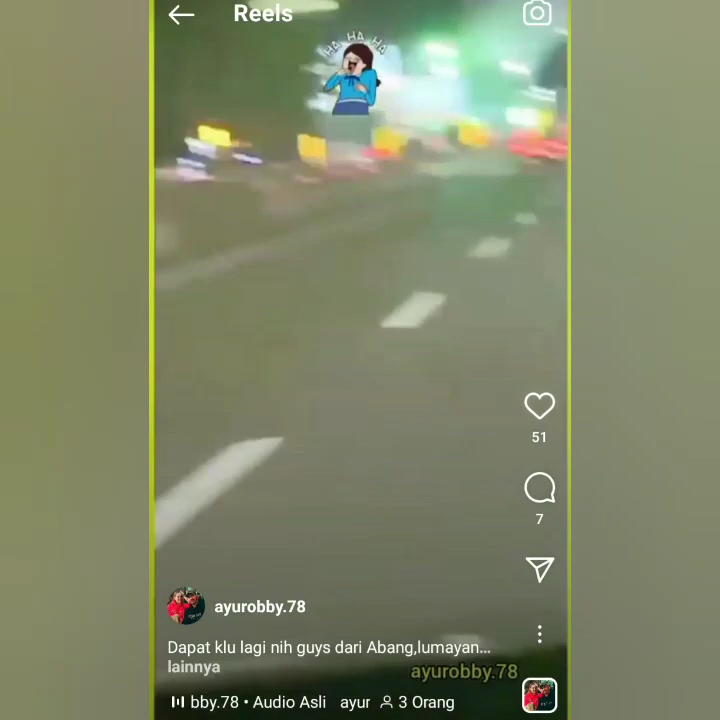 Reels
HA HA HA
51
7
ayurobby.78
Dapat klu lagi nih guys dari Abang,lumayan...
lainnya
ayurobby.78
bby.78 • Audio Asli ayur 3 Orang